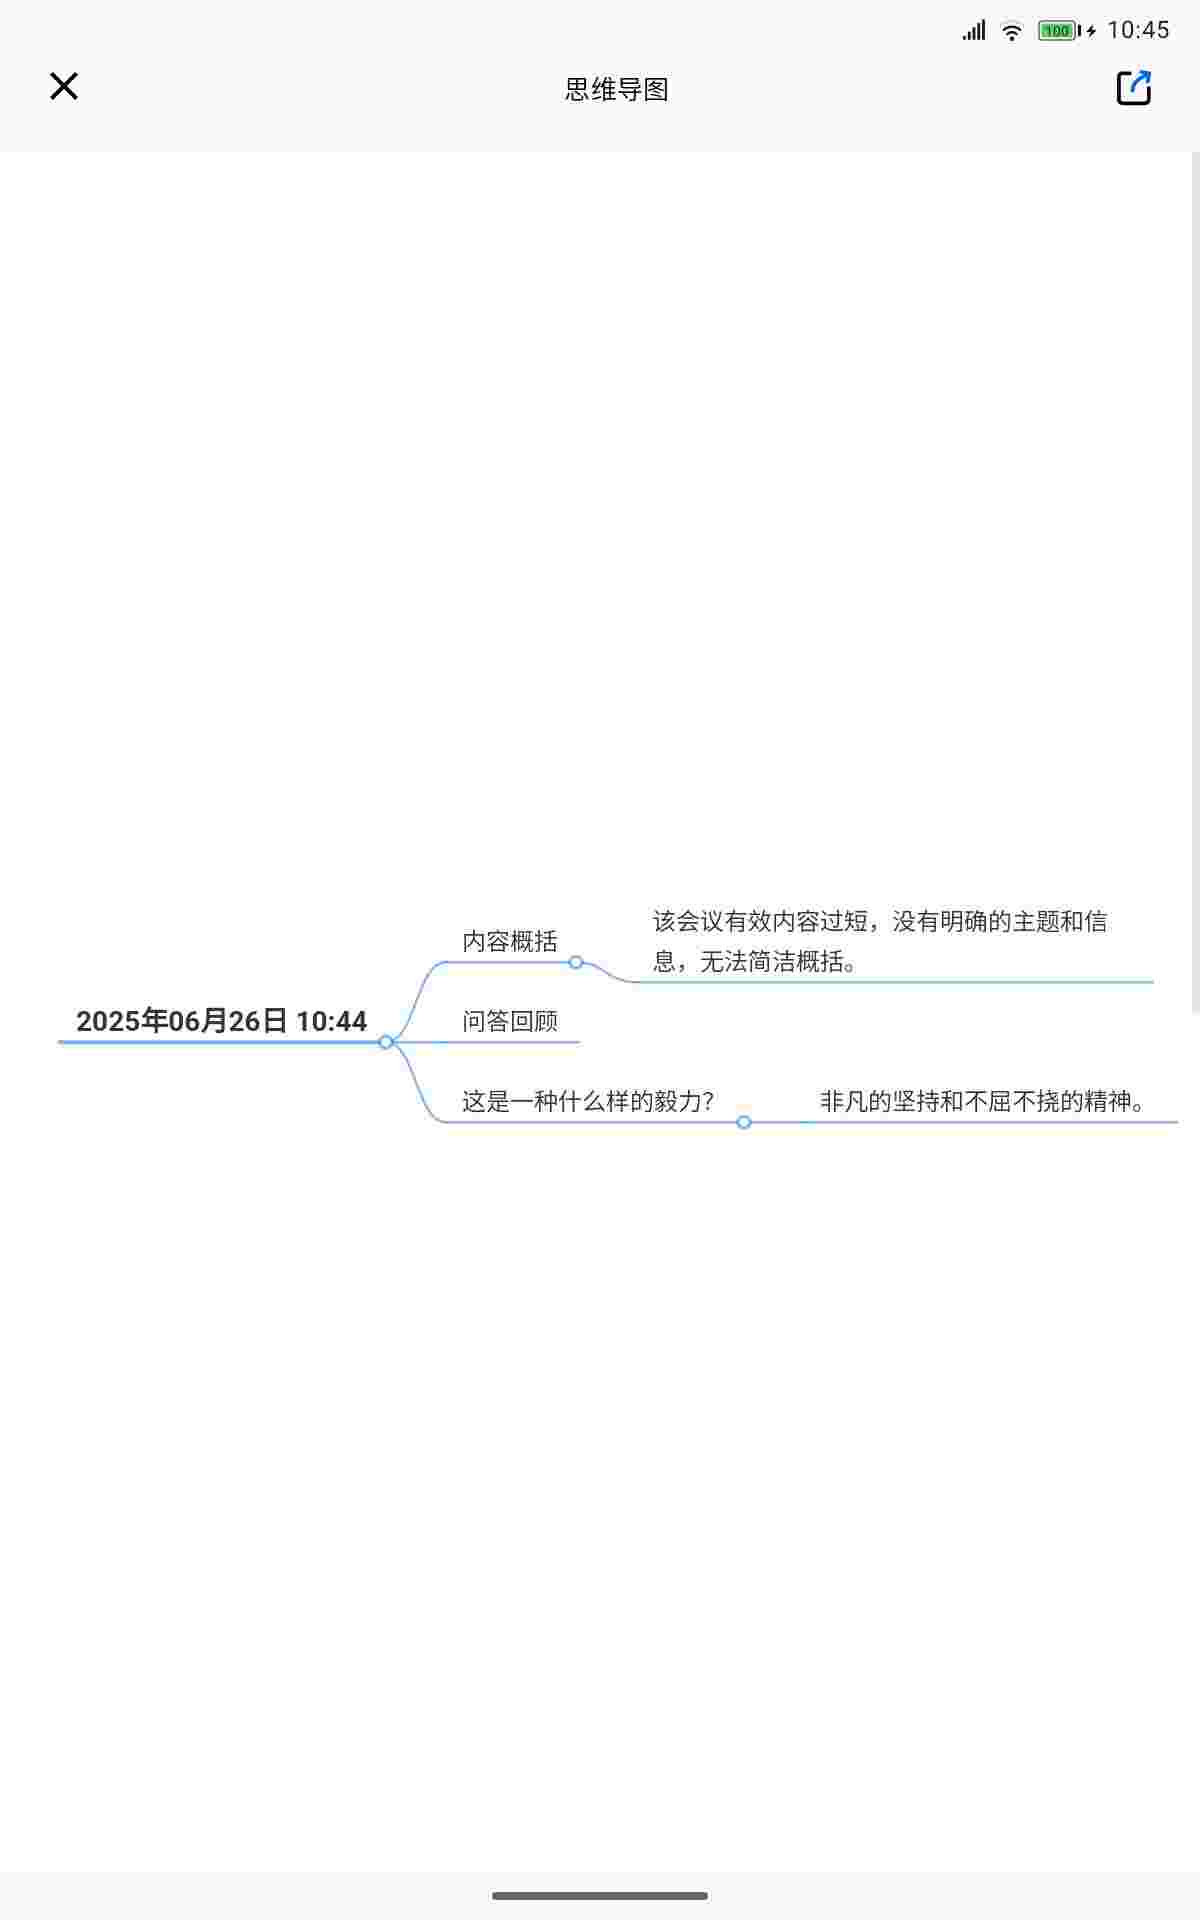 100 10:45
思维导图
该会议有效内容过短，没有明确的主题和信
息，无法简洁概括。
内容概括
2025年06月26日 10:44
问答回顾
这是一种什么样的毅力？
非凡的坚持和不屈不挠的精神。